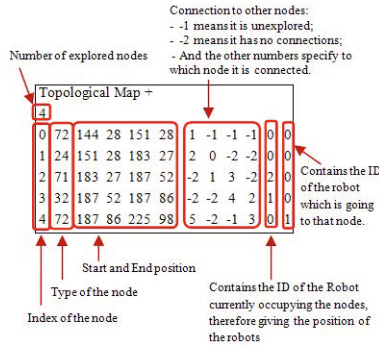 Connection to other nodes:
- -1 means it is unexplored;
- -2 means it has no connections;
- And the other numbers specify to
which node it is connected.
Number of explored nodes
Topological Map +
4
0 72 144 28 151 28 1 -1 -1 -1 0 0
1 24 151 28 183 27 2 0 -2 -2 0 0
2 71 183 27 187 52 -2 1 3 -2 2 0
3 32 187 52 187 86 -2 -2 4 2 1 0
4 72 187 86 225 98 5 -2 -1 3 0 1
Contains the ID
of the robot
which is going
to that node.
Start and End position
Type of the node
Index of the node
Contains the ID of the Robot
currently occupying the nodes,
therefore giving the position of
the robots